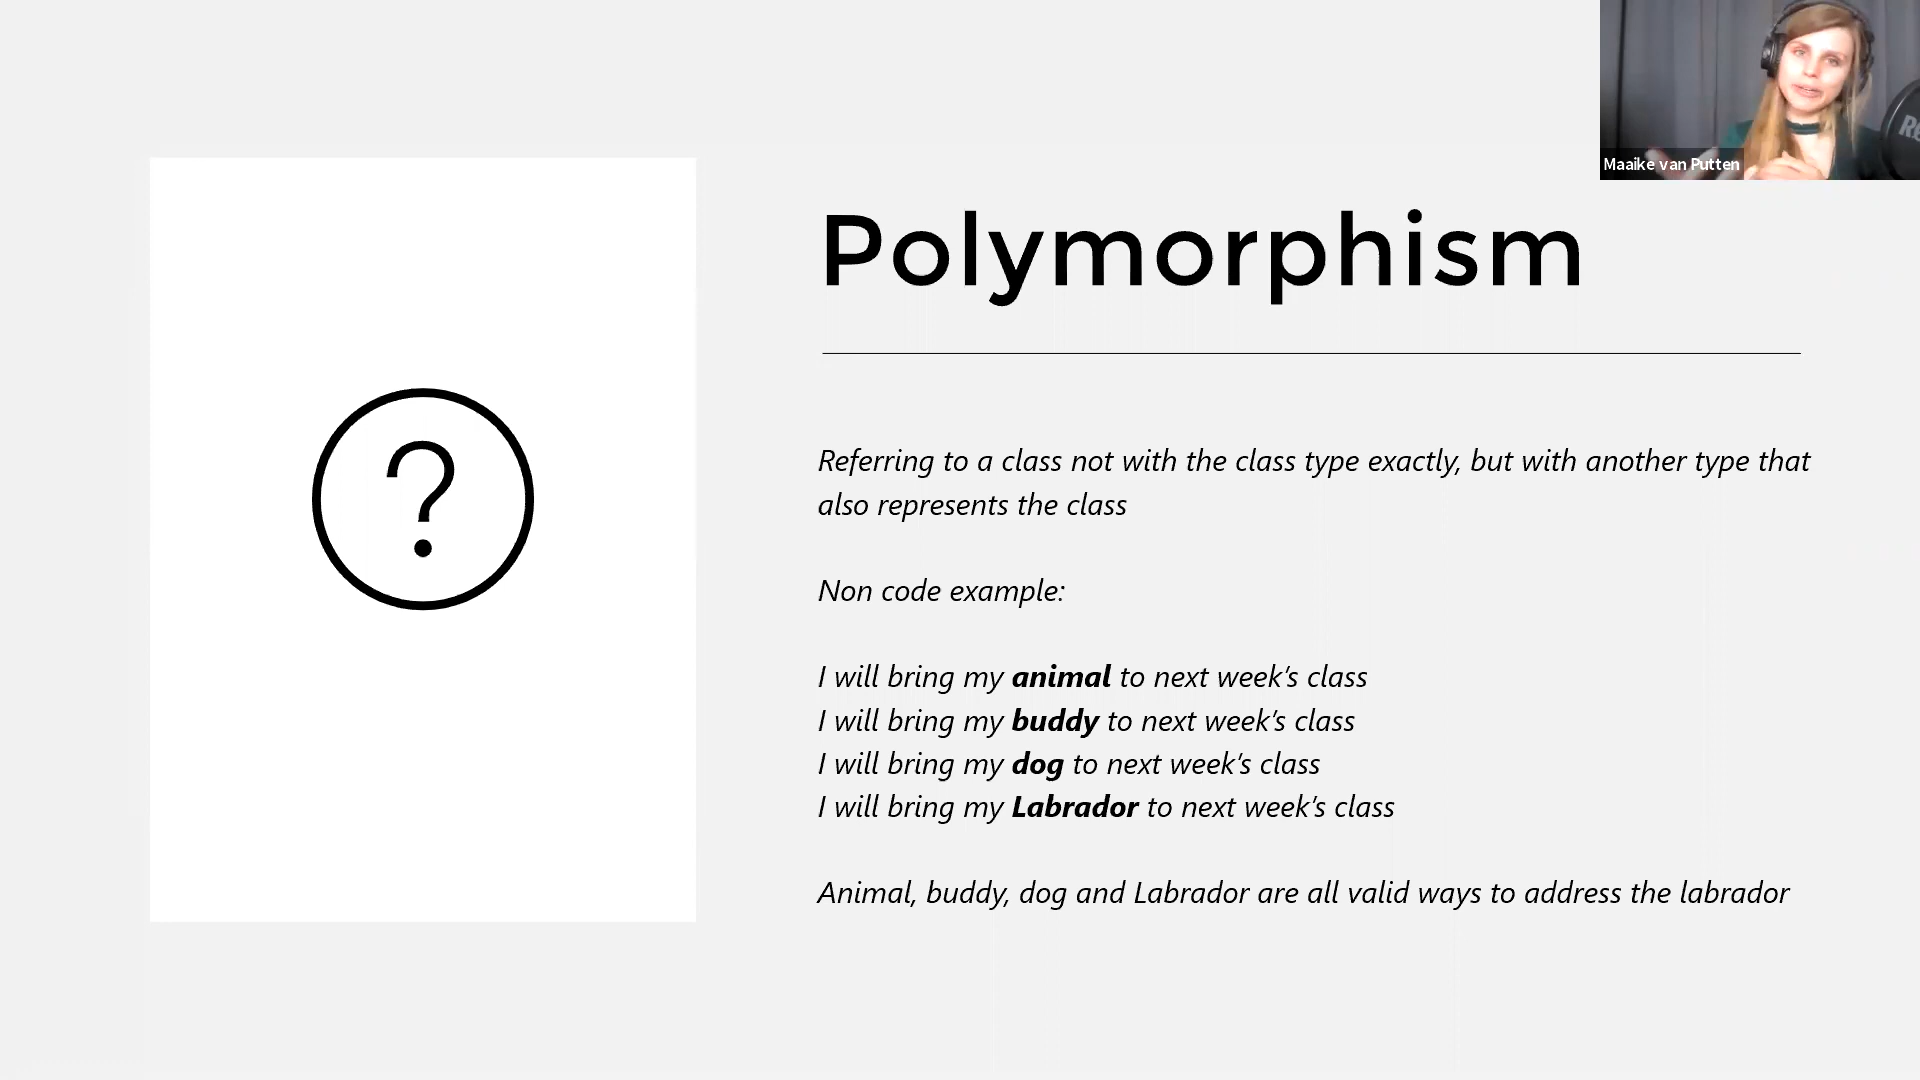 Maaike van Putten
Polymorphism
?
Referring to a class not with the class type exactly, but with another type that
also represents the class
Non code example:
I will bring my animal to next week’s class
I will bring my buddy to next week’s class
I will bring my dog to next week’s class
I will bring my Labrador to next week’s class
Animal, buddy, dog and Labrador are all valid ways to address the labrador